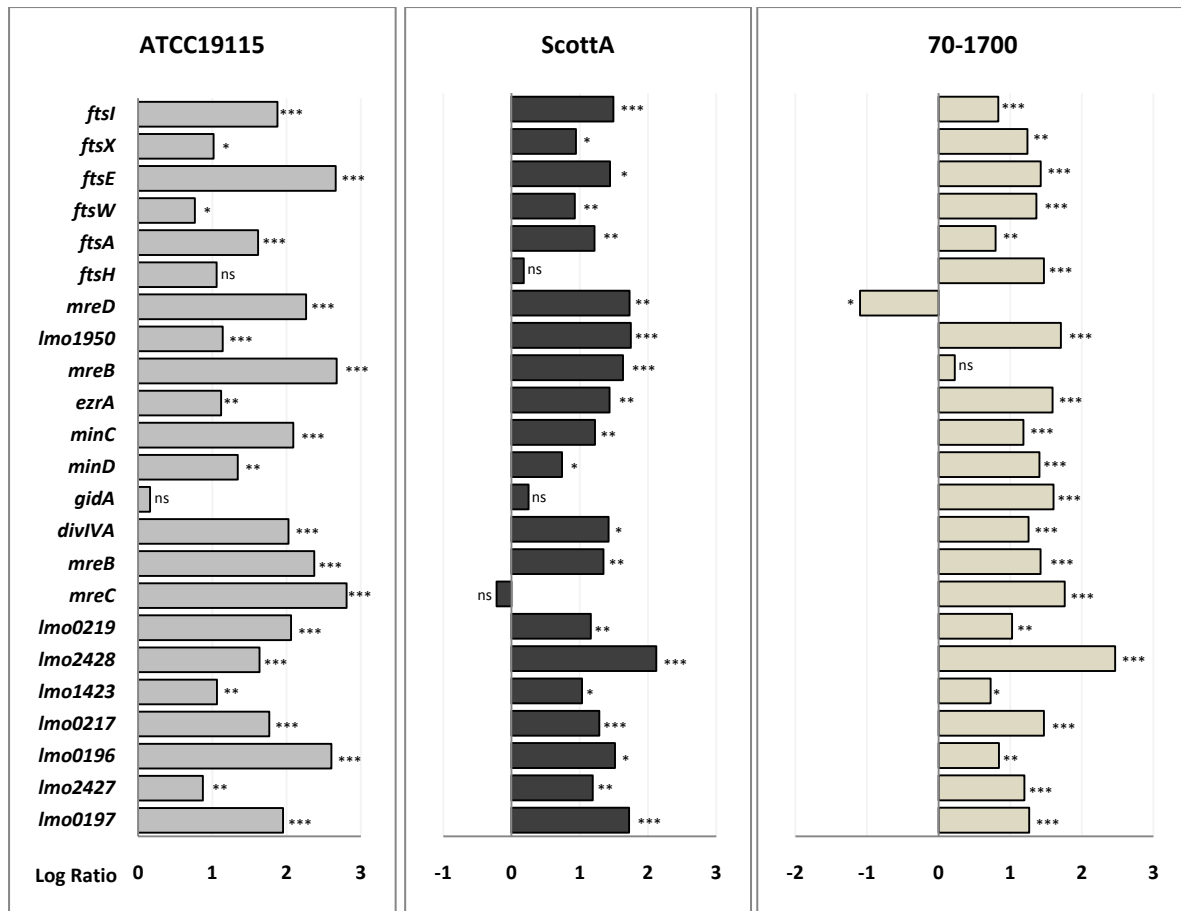 ATCC19115 ScottA 70-1700
ftsI *** *** ***
ftsX * * **
ftsE *** * ***
ftsW * ** ***
ftsA *** ** **
ftsH ns ns ***
mreD *** ** *
lmo1950 *** *** ***
mreB *** *** ns
ezrA ** ** ***
minC *** ** ***
minD ** * ***
gidA ns ns ***
divIVA *** * ***
mreB *** ** ***
mreC *** ns ***
lmo0219 *** ** **
lmo2428 *** *** ***
lmo1423 ** * *
lmo0217 *** *** ***
lmo0196 *** * **
lmo2427 ** ** ***
lmo0197 *** *** ***
Log Ratio 0 1 2 3 -1 0 1 2 3 -2 -1 0 1 2 3